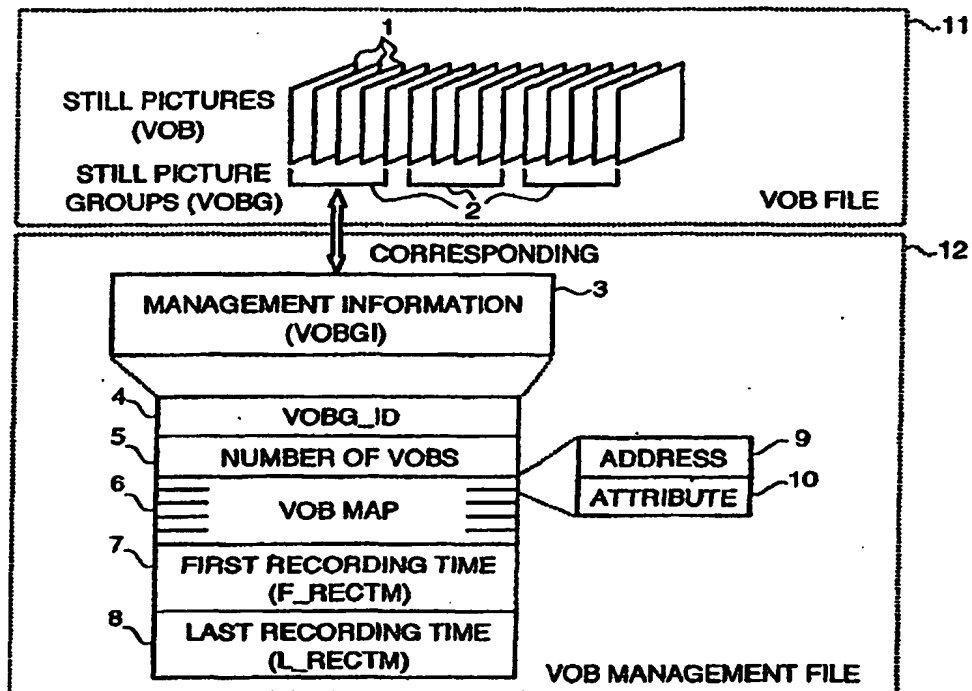 1
11
STILL PICTURES
(VOB)
STILL PICTURE
GROUPS (VOBG)
2
VOB FILE
12
CORRESPONDING
3
MANAGEMENT INFORMATION
(VOBGI)
4
VOBG_ID
5
NUMBER OF VOBS
9
ADDRESS
6
VOB MAP
10
ATTRIBUTE
7
FIRST RECORDING TIME
(F_RECTM)
8
LAST RECORDING TIME
(L_RECTM)
VOB MANAGEMENT FILE